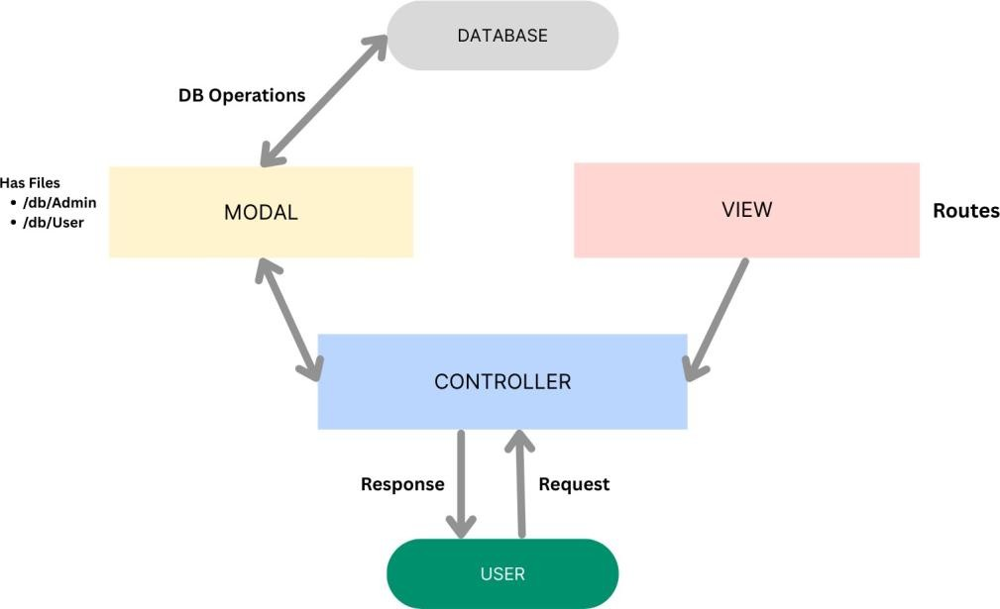 DATABASE
DB Operations
Has Files
• /db/Admin
• /db/User
MODAL
VIEW
Routes
CONTROLLER
Response
Request
USER